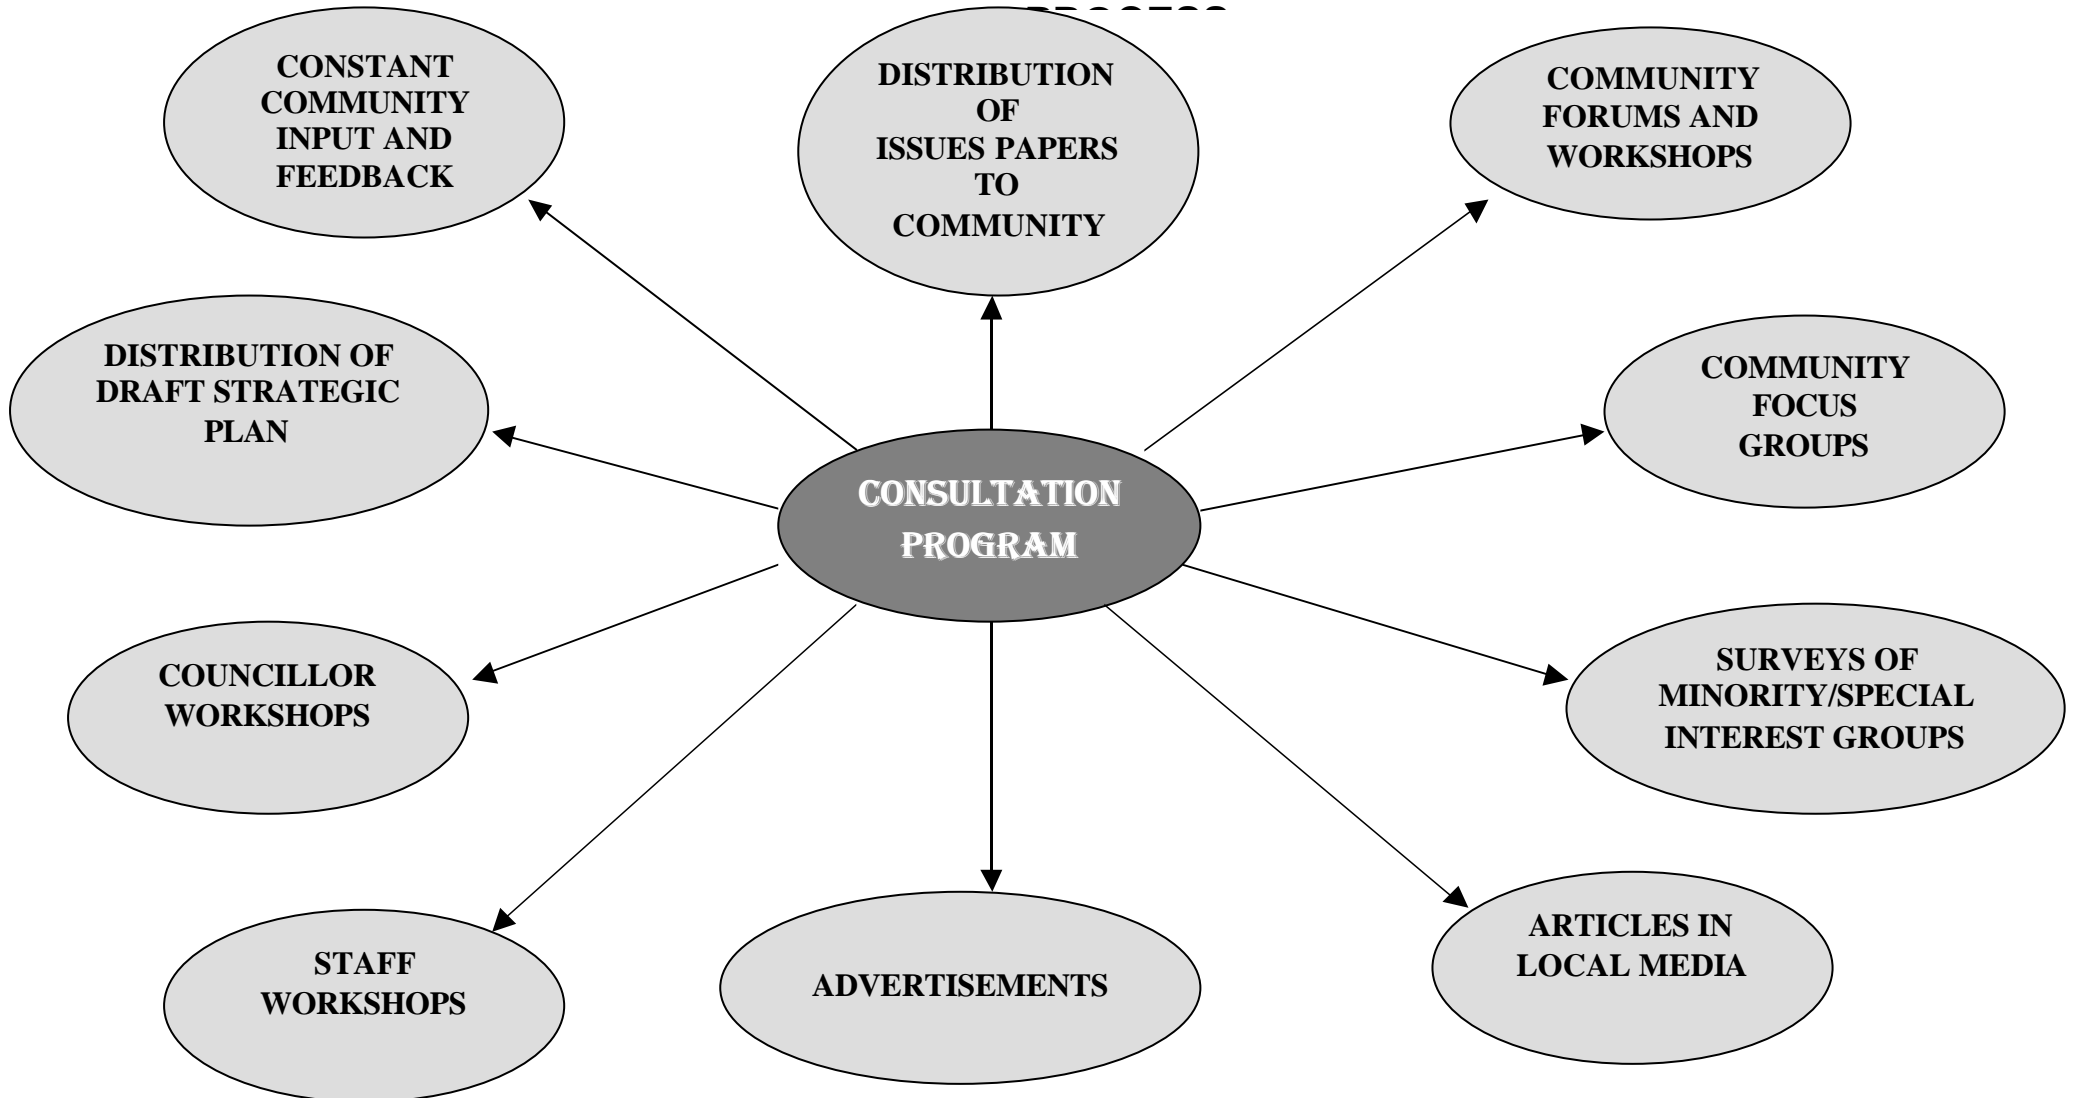 CONSTANT
COMMUNITY
INPUT AND
FEEDBACK
DISTRIBUTION
OF
ISSUES PAPERS
TO
COMMUNITY
COMMUNITY
FORUMS AND
WORKSHOPS
DISTRIBUTION OF
DRAFT STRATEGIC
PLAN
COMMUNITY
FOCUS
GROUPS
CONSULTATION
PROGRAM
COUNCILLOR
WORKSHOPS
SURVEYS OF
MINORITY/SPECIAL
INTEREST GROUPS
STAFF
WORKSHOPS
ADVERTISEMENTS
ARTICLES IN
LOCAL MEDIA